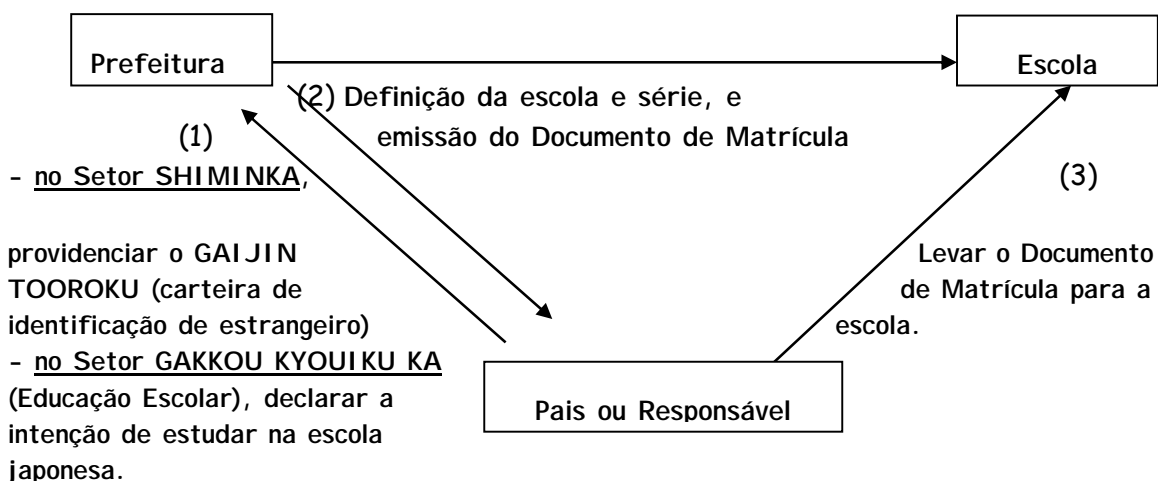 Prefeitura
Escola
(2) Definição da escola e série, e
emissão do Documento de Matrícula
(1)
- no Setor SHIMINKA,
providenciar o GAIJIN
TOOROKU (carteira de
identificação de estrangeiro)
- no Setor GAKKOU KYOUIKU KA
(Educação Escolar), declarar a
intenção de estudar na escola
japonesa.
(3)
Levar o Documento
de Matrícula para a
escola.
Pais ou Responsável